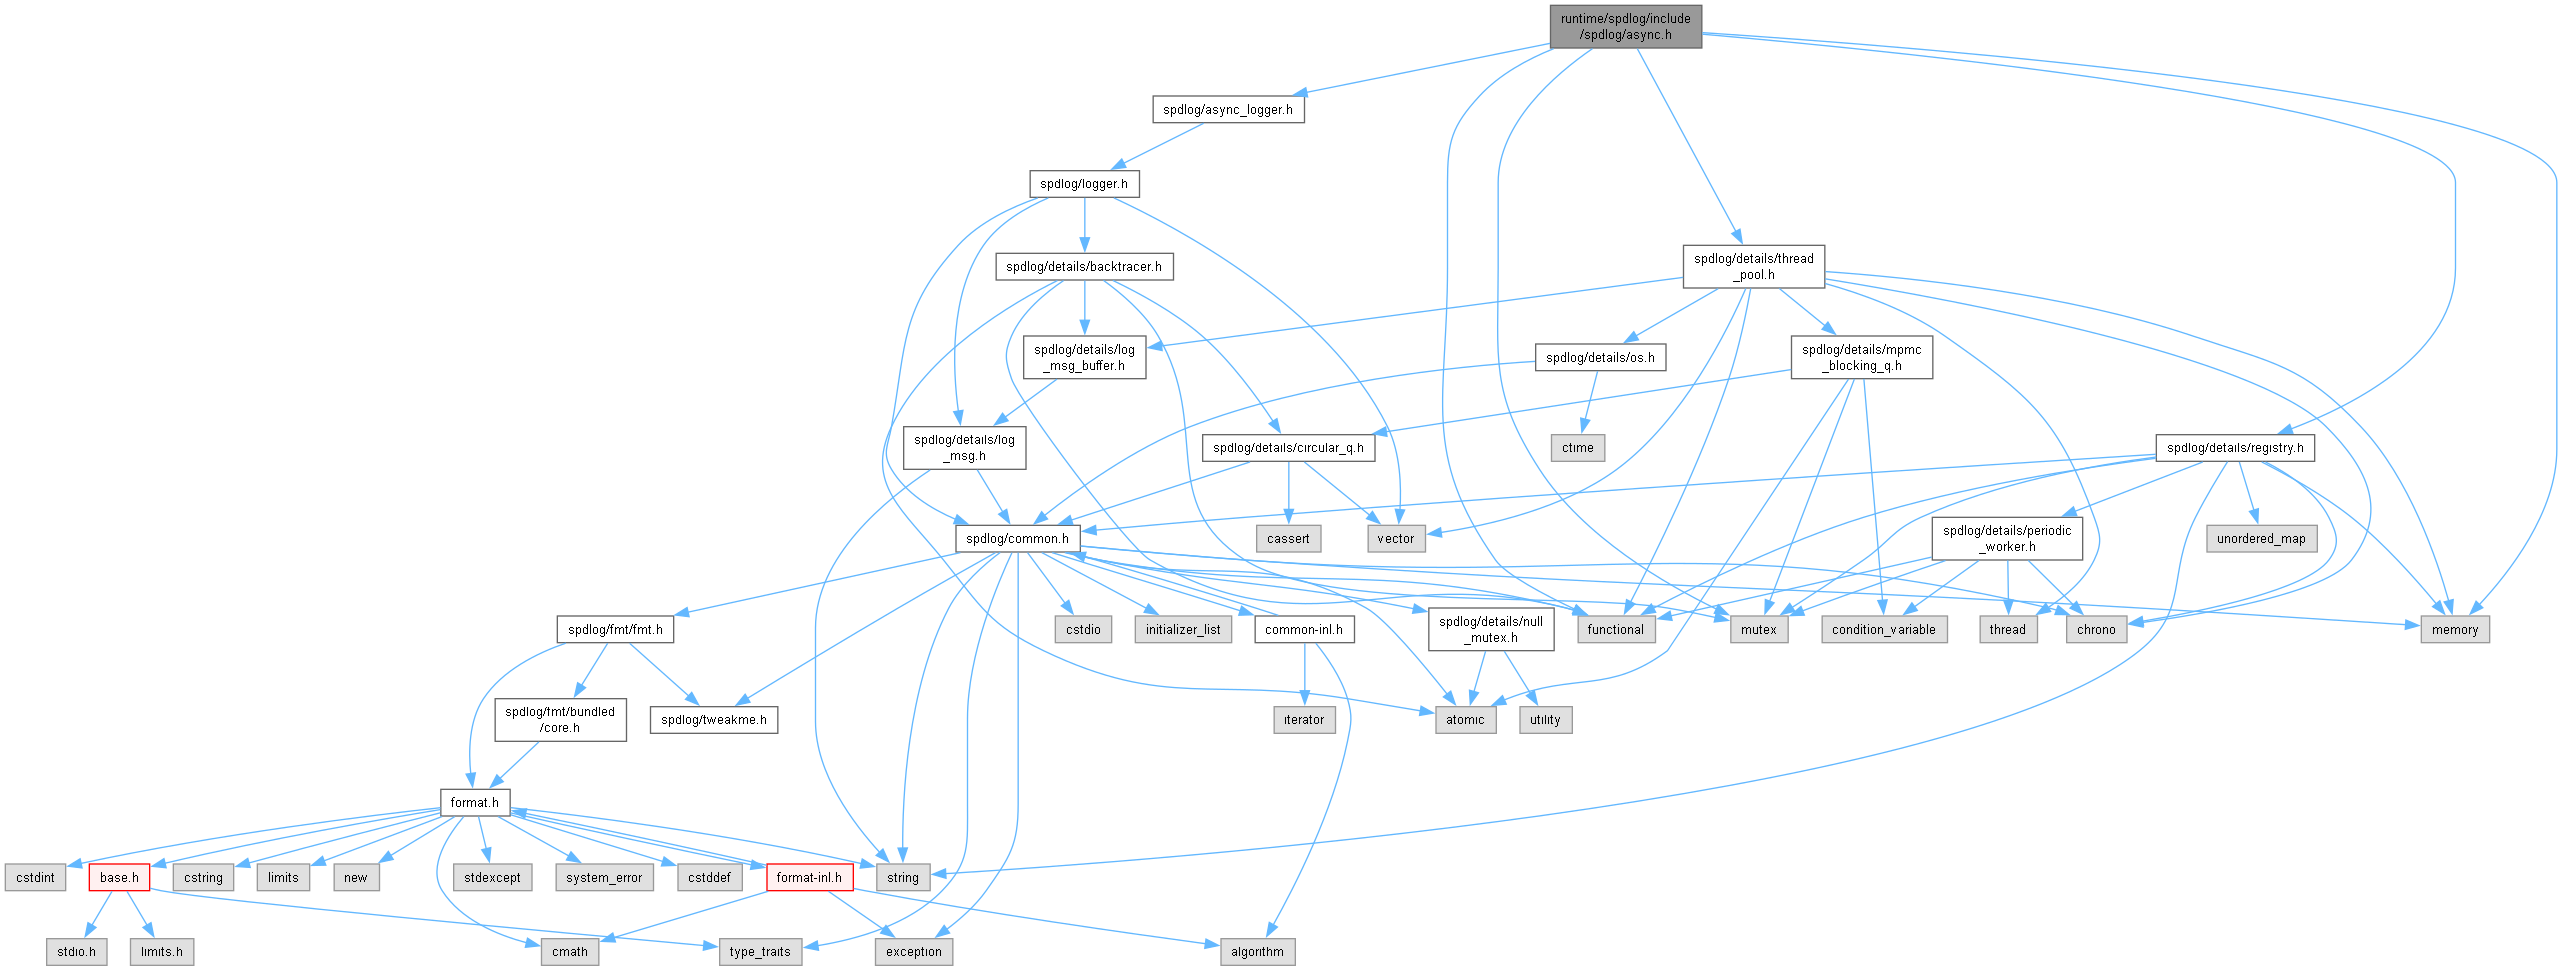 runtime/spdlog/include
/spdlog/async.h
spdlog/async_logger.h
spdlog/logger.h
spdlog/details/backtracer.h
spdlog/details/thread
_pool.h
spdlog/details/log
_msg_buffer.h
spdlog/details/os.h
spdlog/details/mpmc
_blocking_q.h
spdlog/details/log
_msg.h
spdlog/details/circular_q.h
ctime
spdlog/details/registry.h
spdlog/common.h
cassert
vector
spdlog/details/periodic
_worker.h
unordered_map
spdlog/fmt/fmt.h
cstdio
initializer_list
common-inl.h
spdlog/details/null
_mutex.h
functional
mutex
condition_variable
thread
chrono
memory
spdlog/fmt/bundled
/core.h
spdlog/tweakme.h
iterator
atomic
utility
format.h
cstdint
base.h
cstring
limits
new
stdexcept
system_error
cstddef
format-inl.h
string
stdio.h
limits.h
cmath
type_traits
exception
algorithm